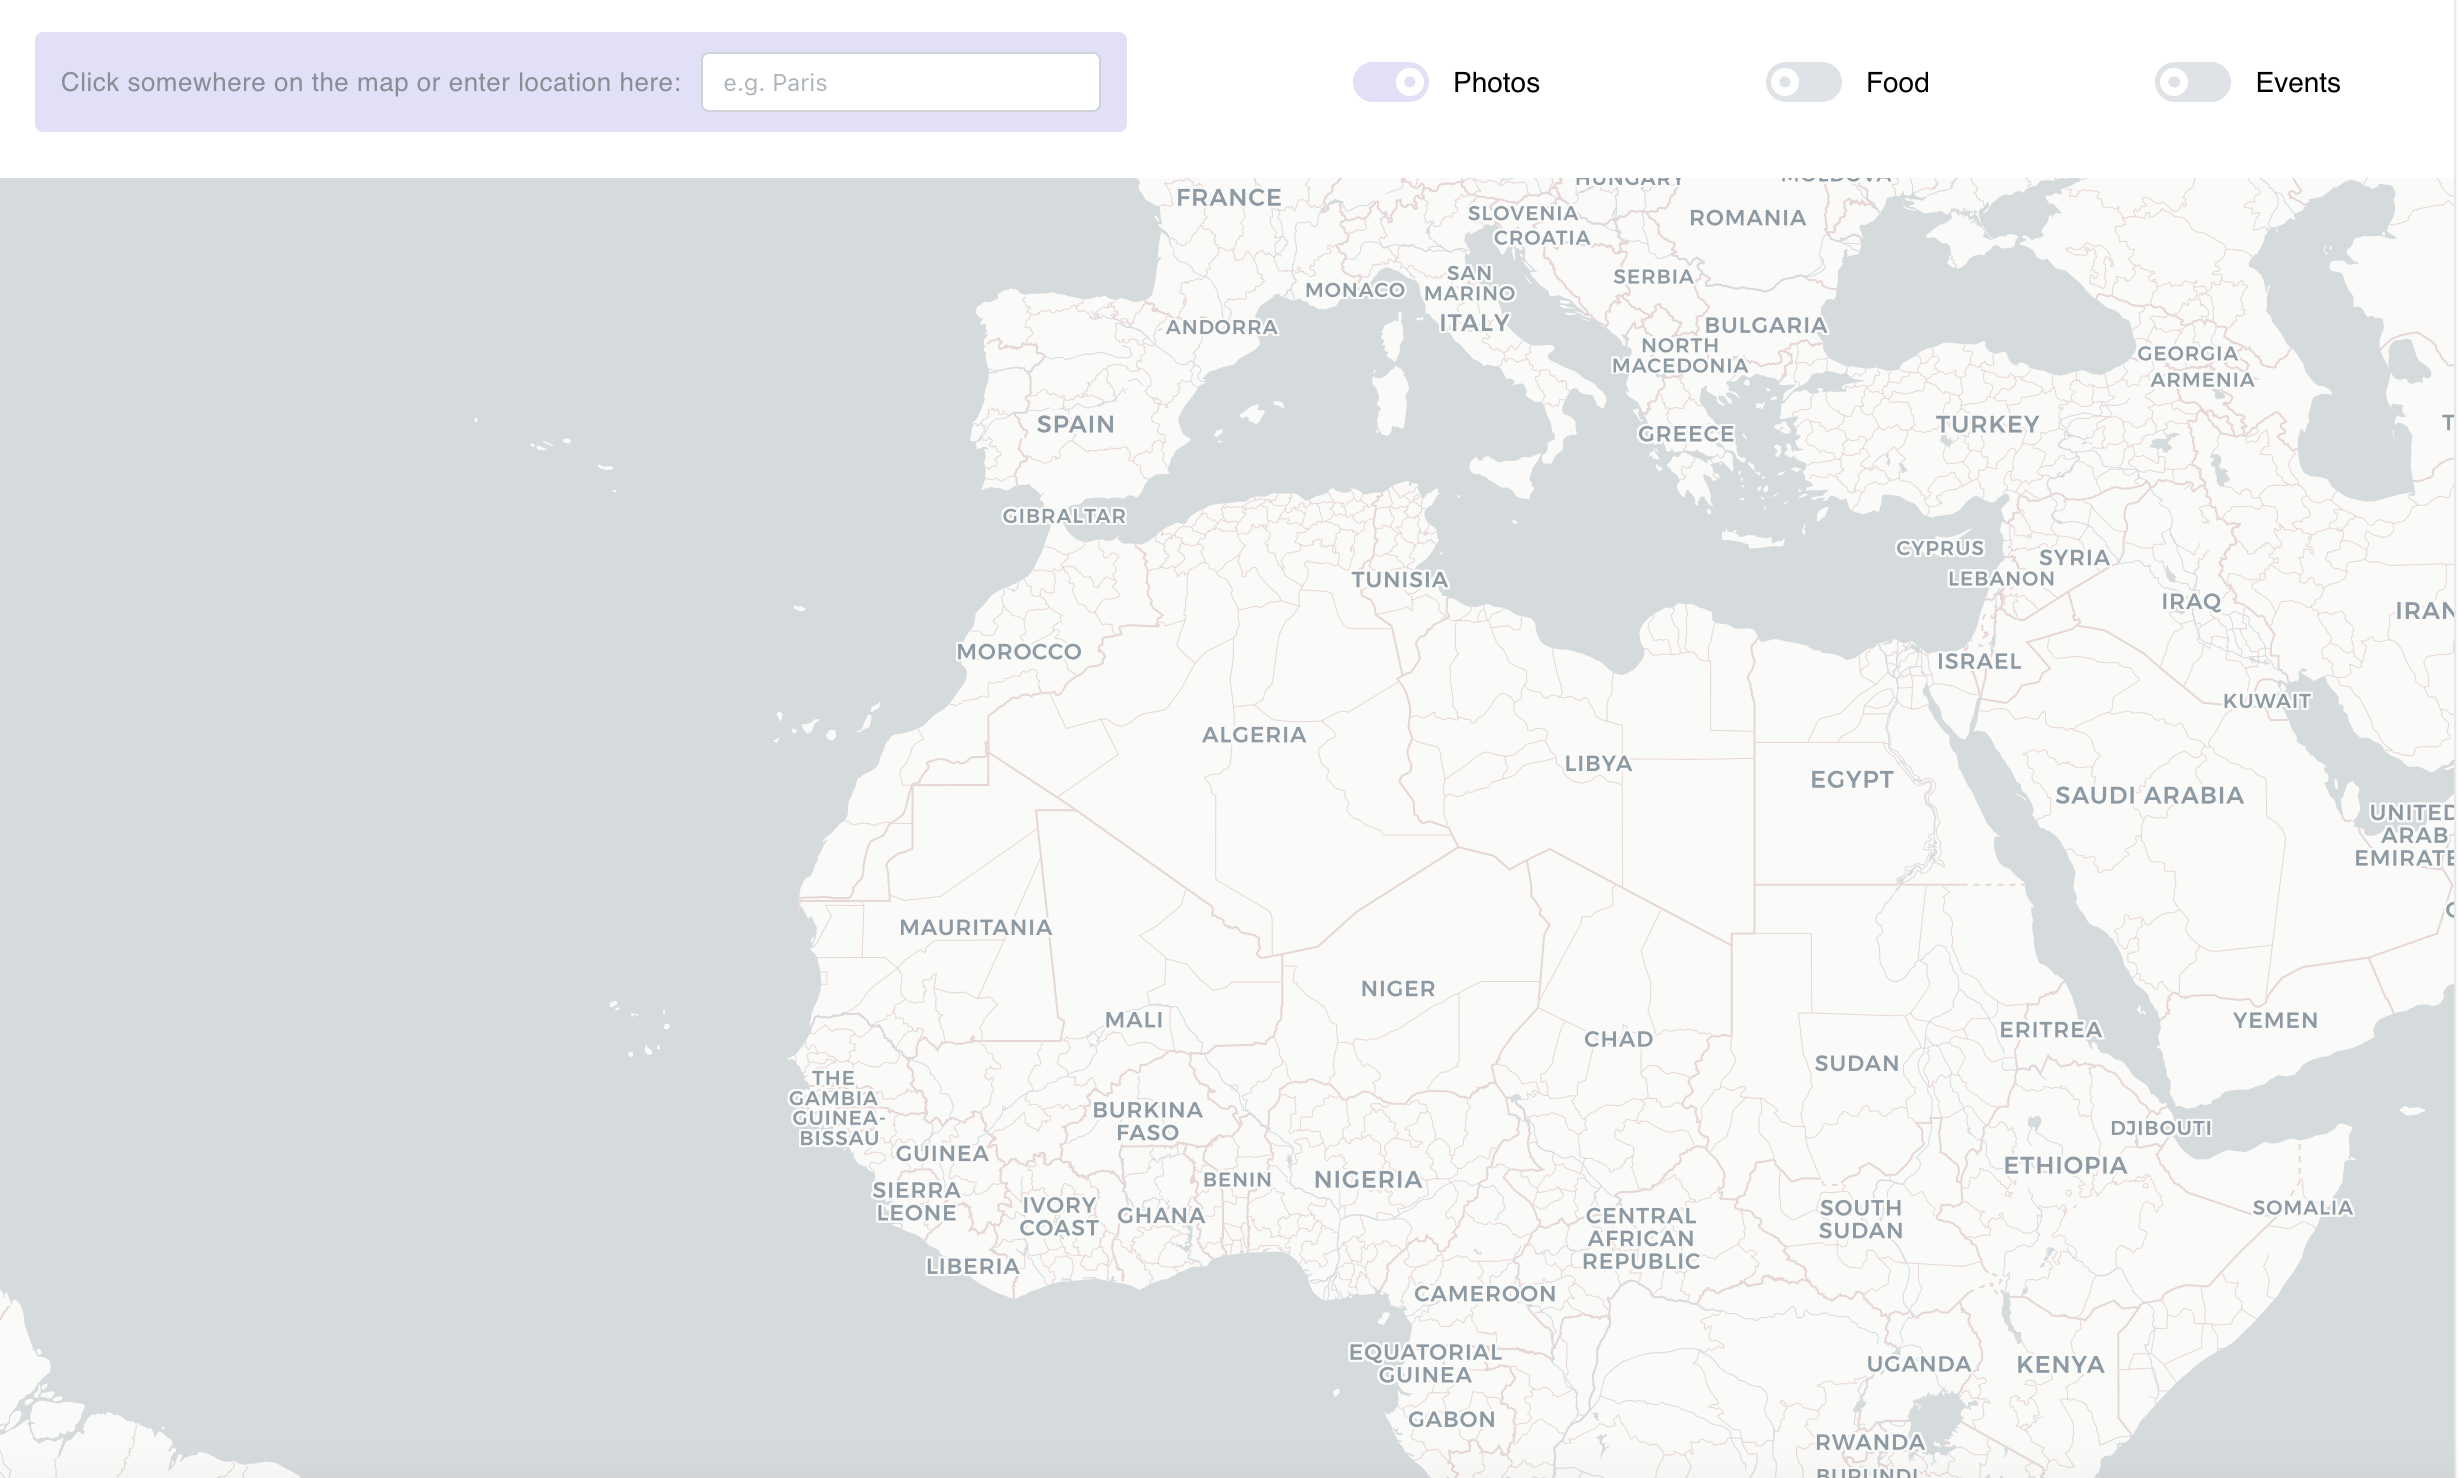 Click somewhere on the map or enter location here:
e.g. Paris
Photos
Food
Events
FRANCE
HUNGARY
MOLDOVA
SLOVENIA
ROMANIA
CROATIA
SAN
MARINO
SERBIA
MONACO
ITALY
ANDORRA
BULGARIA
NORTH
MACEDONIA
GEORGIA
ARMENIA
SPAIN
GREECE
TURKEY
T
GIBRALTAR
CYPRUS
SYRIA
LEBANON
TUNISIA
IRAQ
IRAN
MOROCCO
ISRAEL
KUWAIT
ALGERIA
LIBYA
EGYPT
SAUDI ARABIA
UNITED
ARAB
EMIRATE
MAURITANIA
NIGER
MALI
CHAD
SUDAN
ERITREA
YEMEN
THE
GAMBIA
GUINEA-
BISSAU
BURKINA
FASO
DJIBOUTI
GUINEA
BENIN
NIGERIA
ETHIOPIA
SIERRA
LEONE
IVORY
COAST
GHANA
CENTRAL
AFRICAN
REPUBLIC
SOUTH
SUDAN
SOMALIA
LIBERIA
CAMEROON
EQUATORIAL
GUINEA
UGANDA
KENYA
GABON
RWANDA
BURUNDI